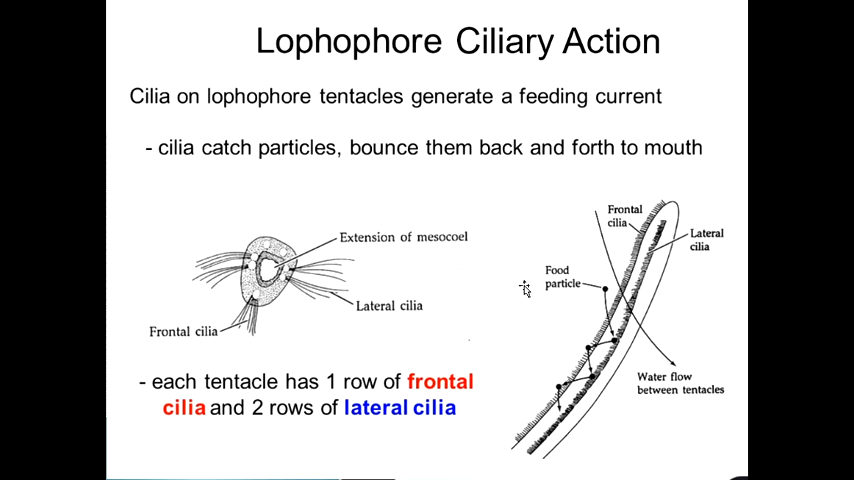 Lophophore Ciliary Action
Cilia on lophophore tentacles generate a feeding current
- cilia catch particles, bounce them back and forth to mouth
Extension of mesocoel
Lateral cilia
Frontal cilia
Frontal
cilia
Lateral
cilia
Food
particle
Water flow
between tentacles
- each tentacle has 1 row of frontal
cilia and 2 rows of lateral cilia